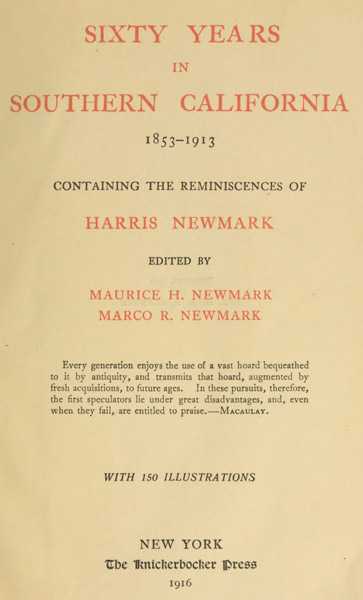 SIXTY YEARS
IN
SOUTHERN CALIFORNIA
1853–1913
CONTAINING THE REMINISCENCES OF
HARRIS NEWMARK
EDITED BY
MAURICE H. NEWMARK
MARCO R. NEWMARK
Every generation enjoys the use of a vast hoard bequeathed
to it by antiquity, and transmits that hoard, augmented by
fresh acquisitions, to future ages. In these pursuits, therefore,
the first speculators lie under great disadvantages, and, even
when they fail, are entitled to praise.—MACAULAY.
WITH 150 ILLUSTRATIONS
NEW YORK
The Knickerbocker Press
1916